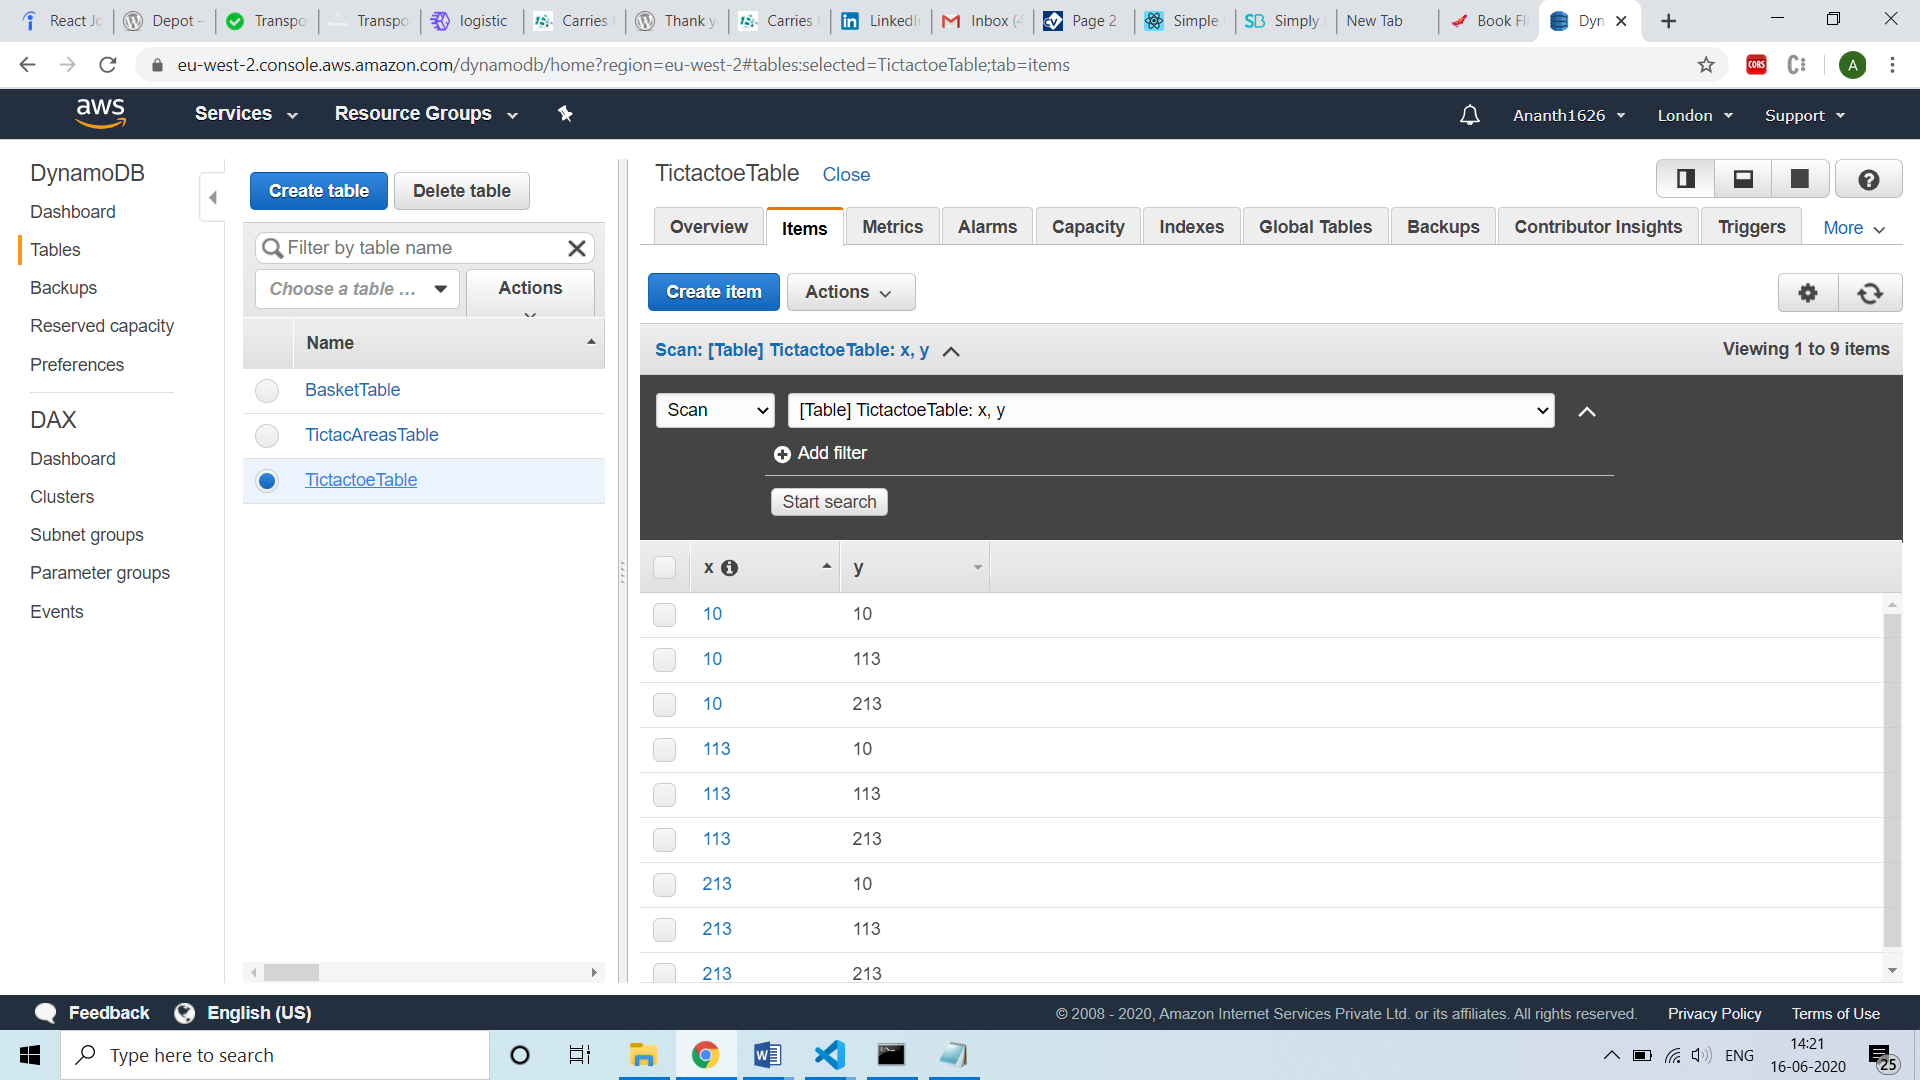 React Jo
Depot –
Transpo
Transpo
logistic
Carries
Thank y
Carries
LinkedIn
Inbox (4
Page 2
Simple
Simply
New Tab
Book Fl
Dyn
eu-west-2.console.aws.amazon.com/dynamodb/home?region=eu-west-2#tables:selected=TictactoeTable;tab=items
CORS
A
aws
Services
Resource Groups
Ananth1626
London
Support
DynamoDB
Dashboard
Tables
Backups
Reserved capacity
Preferences
DAX
Dashboard
Clusters
Subnet groups
Parameter groups
Events
Create table
Delete table
Filter by table name
Choose a table ...
Actions
Name
BasketTable
TictacAreasTable
TictactoeTable
TictactoeTable Close
Overview Items Metrics Alarms Capacity Indexes Global Tables Backups Contributor Insights Triggers More
Create item
Actions
Scan: [Table] TictactoeTable: x, y
Viewing 1 to 9 items
Scan
[Table] TictactoeTable: x, y
Add filter
Start search
x y
10 10
10 113
10 213
113 10
113 113
113 213
213 10
213 113
213 213
Feedback
English (US)
© 2008 - 2020, Amazon Internet Services Private Ltd. or its affiliates. All rights reserved.
Privacy Policy
Terms of Use
Type here to search
ENG
14:21
16-06-2020
25